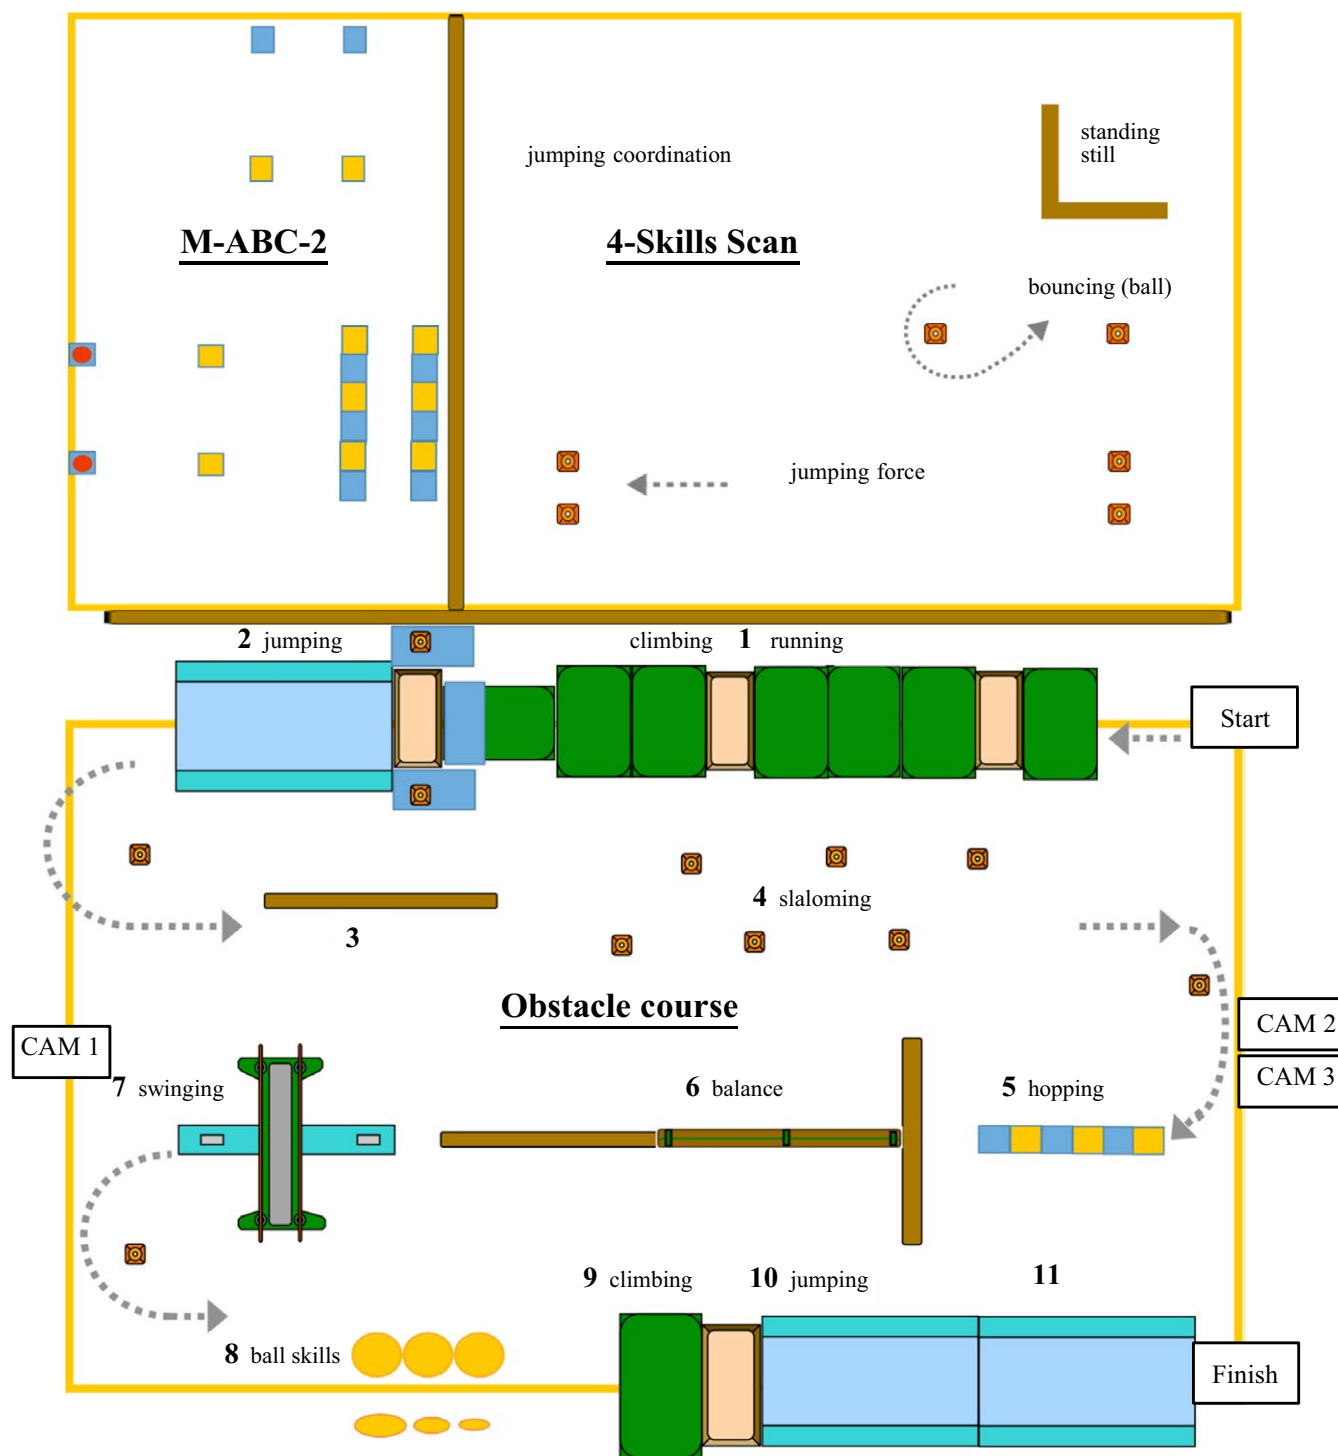 jumping coordination
standing
still
M-ABC-2
4-Skills Scan
bouncing (ball)
jumping force
2 jumping
climbing 1 running
Start
4 slaloming
3
Obstacle course
CAM 1
CAM 2
CAM 3
7 swinging
6 balance
5 hopping
9 climbing
10 jumping
11
8 ball skills
Finish